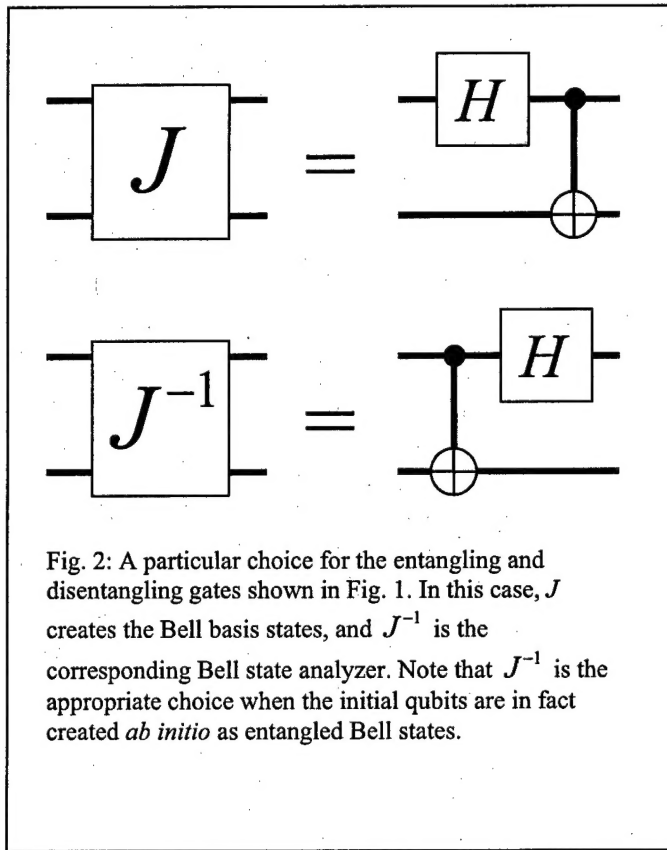 J = H
J⁻¹ = H
Fig. 2: A particular choice for the entangling and
disentangling gates shown in Fig. 1. In this case, J
creates the Bell basis states, and J⁻¹ is the
corresponding Bell state analyzer. Note that J⁻¹ is the
appropriate choice when the initial qubits are in fact
created ab initio as entangled Bell states.